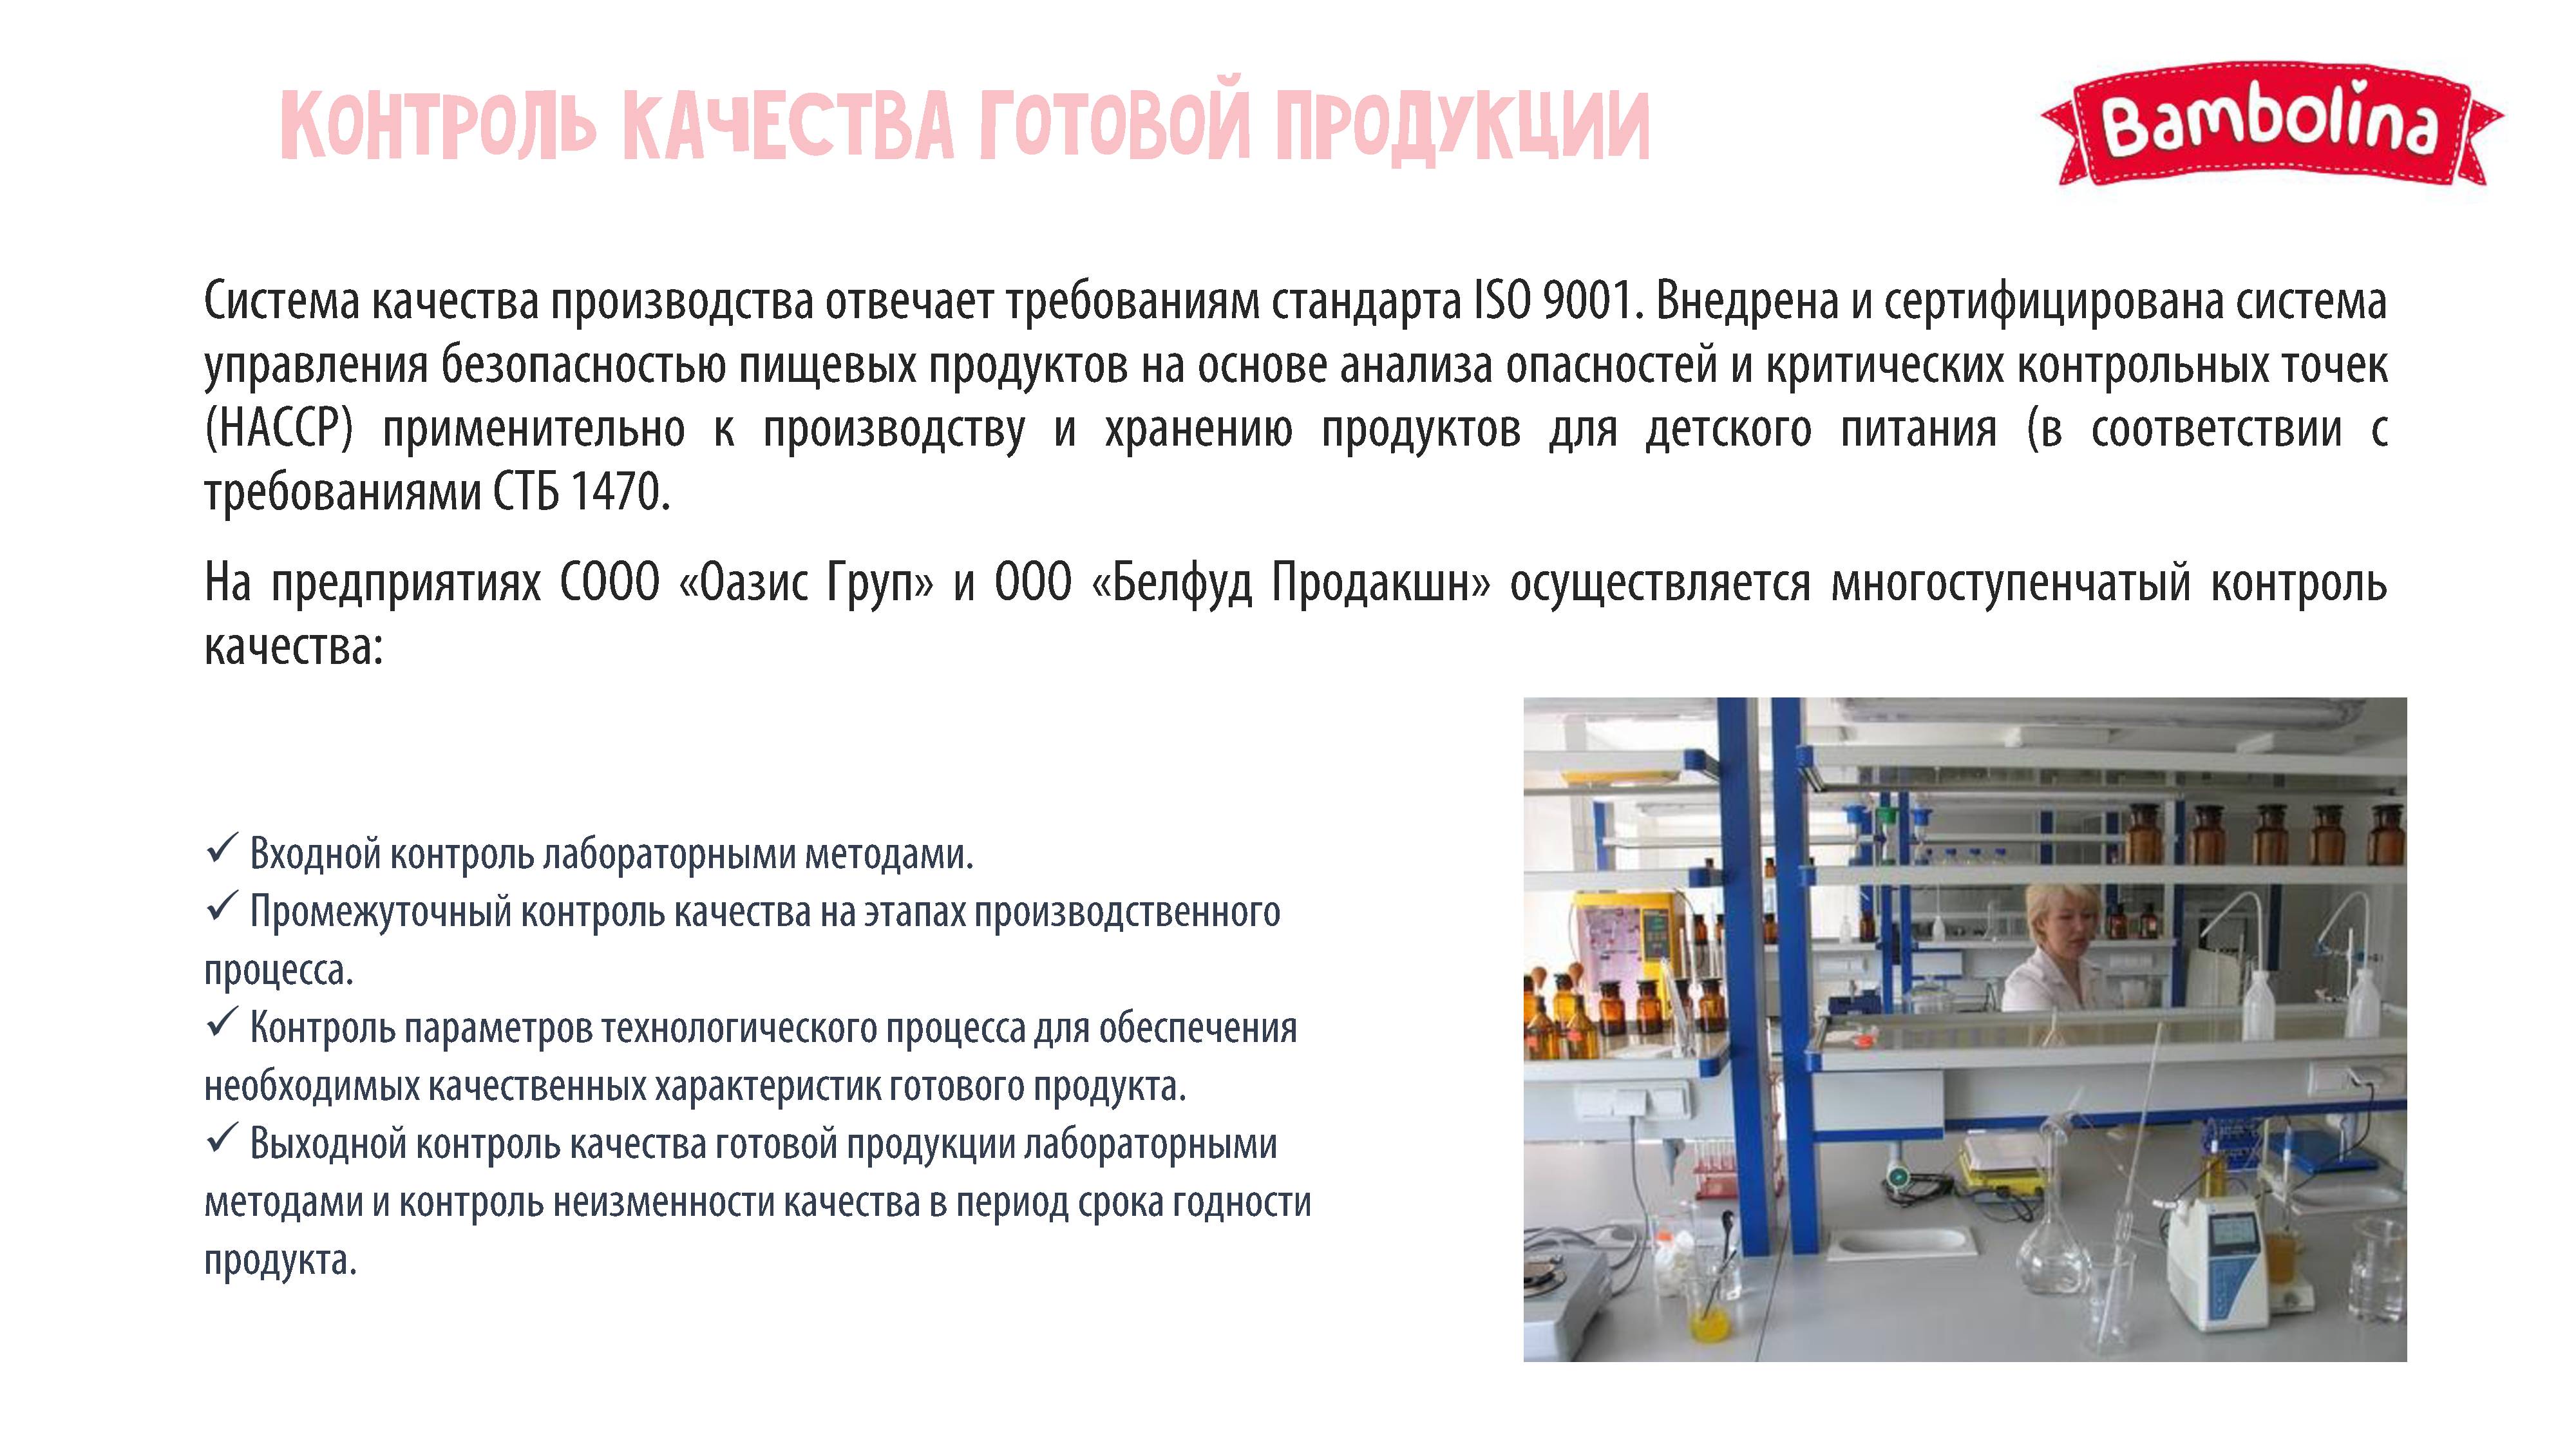 КОНТРОЛЬ КАЧЕСТВА ГОТОВОЙ ПРОДУКЦИИ
Bambolina
Система качества производства отвечает требованиям стандарта ISO 9001. Внедрена и сертифицирована система
управления безопасностью пищевых продуктов на основе анализа опасностей и критических контрольных точек
(НАССР) применительно к производству и хранению продуктов для детского питания (в соответствии с
требованиями СТБ 1470.
На предприятиях СООО «Оазис Груп» и ООО «Белфуд Продакшн» осуществляется многоступенчатый контроль
качества:
✓ Входной контроль лабораторными методами.
✓ Промежуточный контроль качества на этапах производственного
процесса.
✓ Контроль параметров технологического процесса для обеспечения
необходимых качественных характеристик готового продукта.
✓ Выходной контроль качества готовой продукции лабораторными
методами и контроль неизменности качества в период срока годности
продукта.